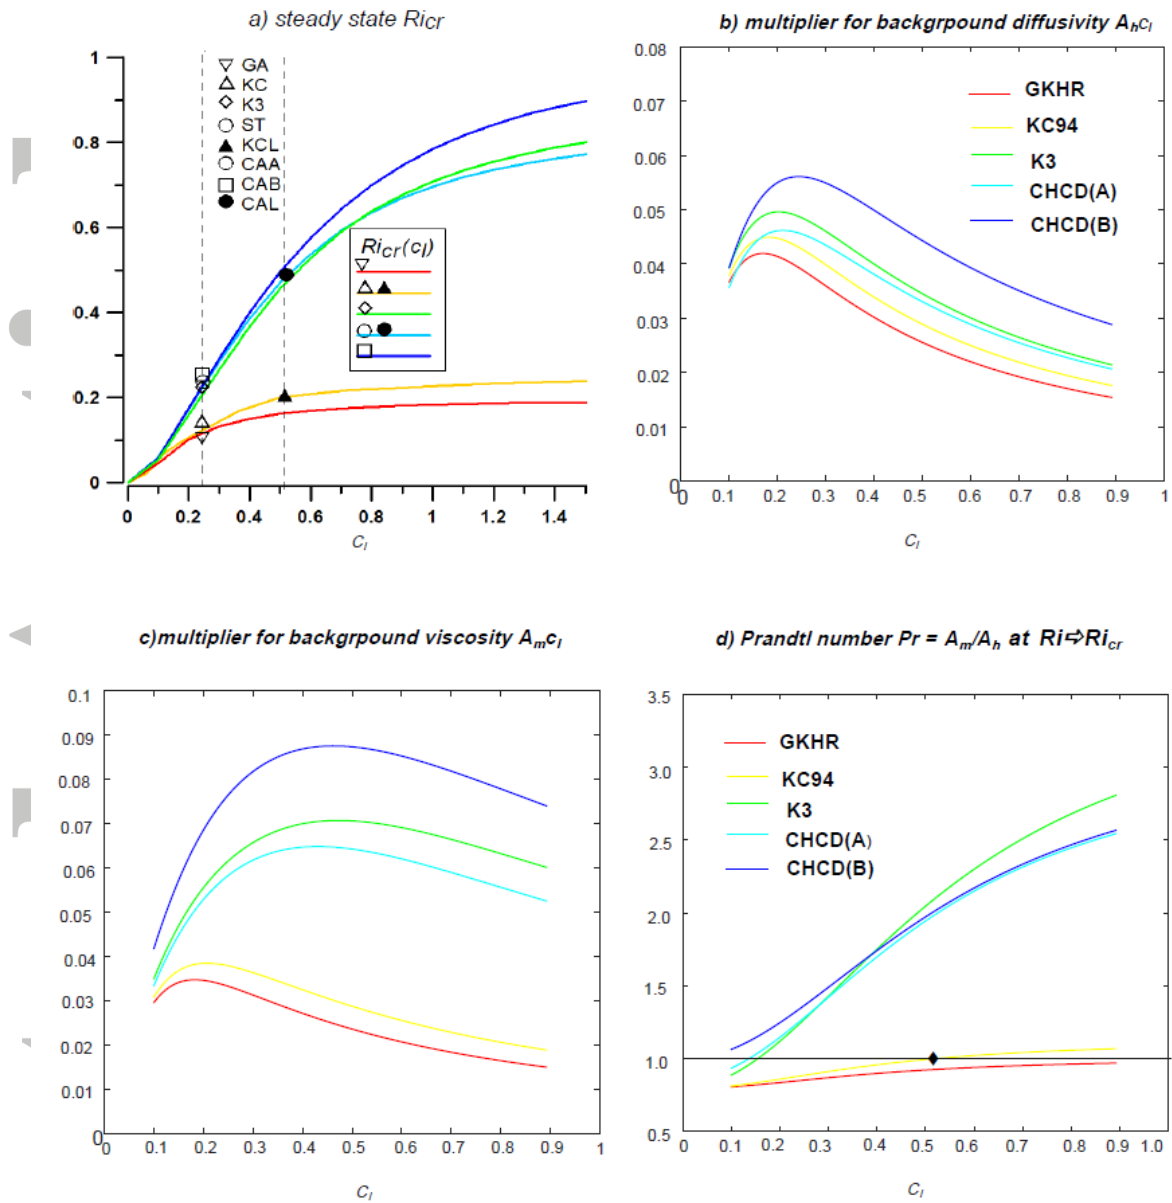 a) steady state Ricr
1
0.8
0.6
0.4
0.2
0
GA
KC
K3
ST
KCL
CAA
CAB
CAL
Ricr(cl)
0 0.2 0.4 0.6 0.8 1 1.2 1.4
Cl
b) multiplier for backgrpound diffusivity AhCl
0.08
0.07
0.06
0.05
0.04
0.03
0.02
0.01
0
GKHR
KC94
K3
CHCD(A)
CHCD(B)
0 0.1 0.2 0.3 0.4 0.5 0.6 0.7 0.8 0.9 1
Cl
c)multiplier for backgrpound viscosity Amcl
0.1
0.09
0.08
0.07
0.06
0.05
0.04
0.03
0.02
0.01
0
0 0.1 0.2 0.3 0.4 0.5 0.6 0.7 0.8 0.9 1
Cl
d) Prandtl number Pr = Am/Ah at Ri⇨Ricr
3.5
3.0
2.5
2.0
1.5
1.0
0.5
GKHR
KC94
K3
CHCD(A)
CHCD(B)
0 0.1 0.2 0.3 0.4 0.5 0.6 0.7 0.8 0.9 1.0
Cl